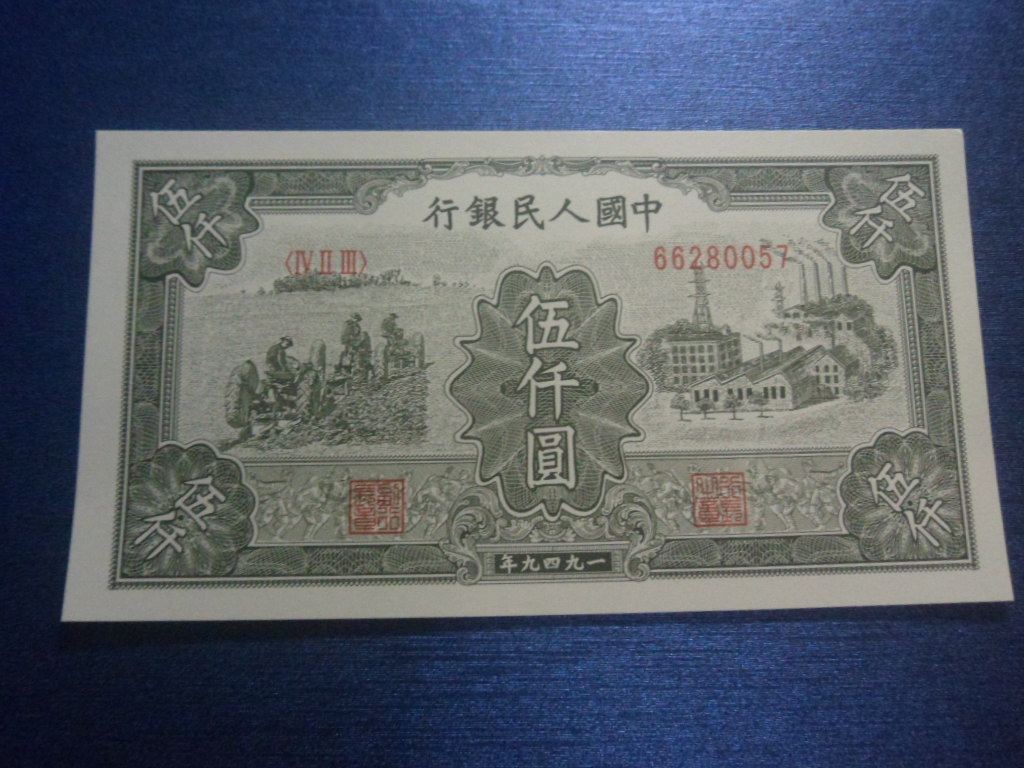 中國人民銀行
伍仟
伍仟
〈IV II III〉
66280057
伍仟圓
伍仟
伍仟
一九四九年